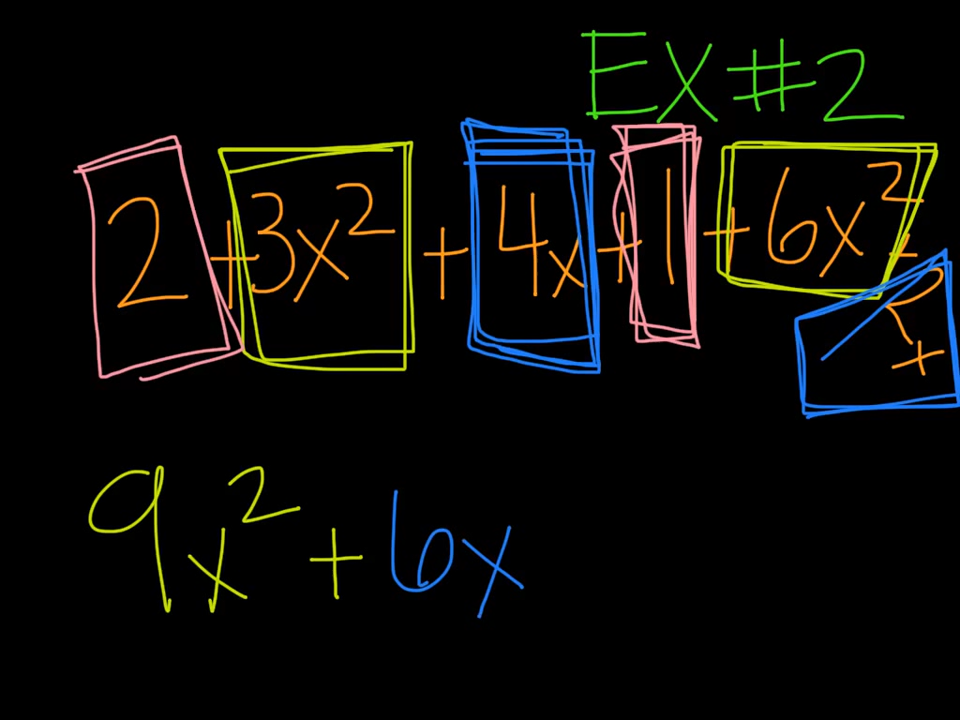 EX #2
2 + 3x² + 4x + 1 + 6x² +
2x
9x² + 6x